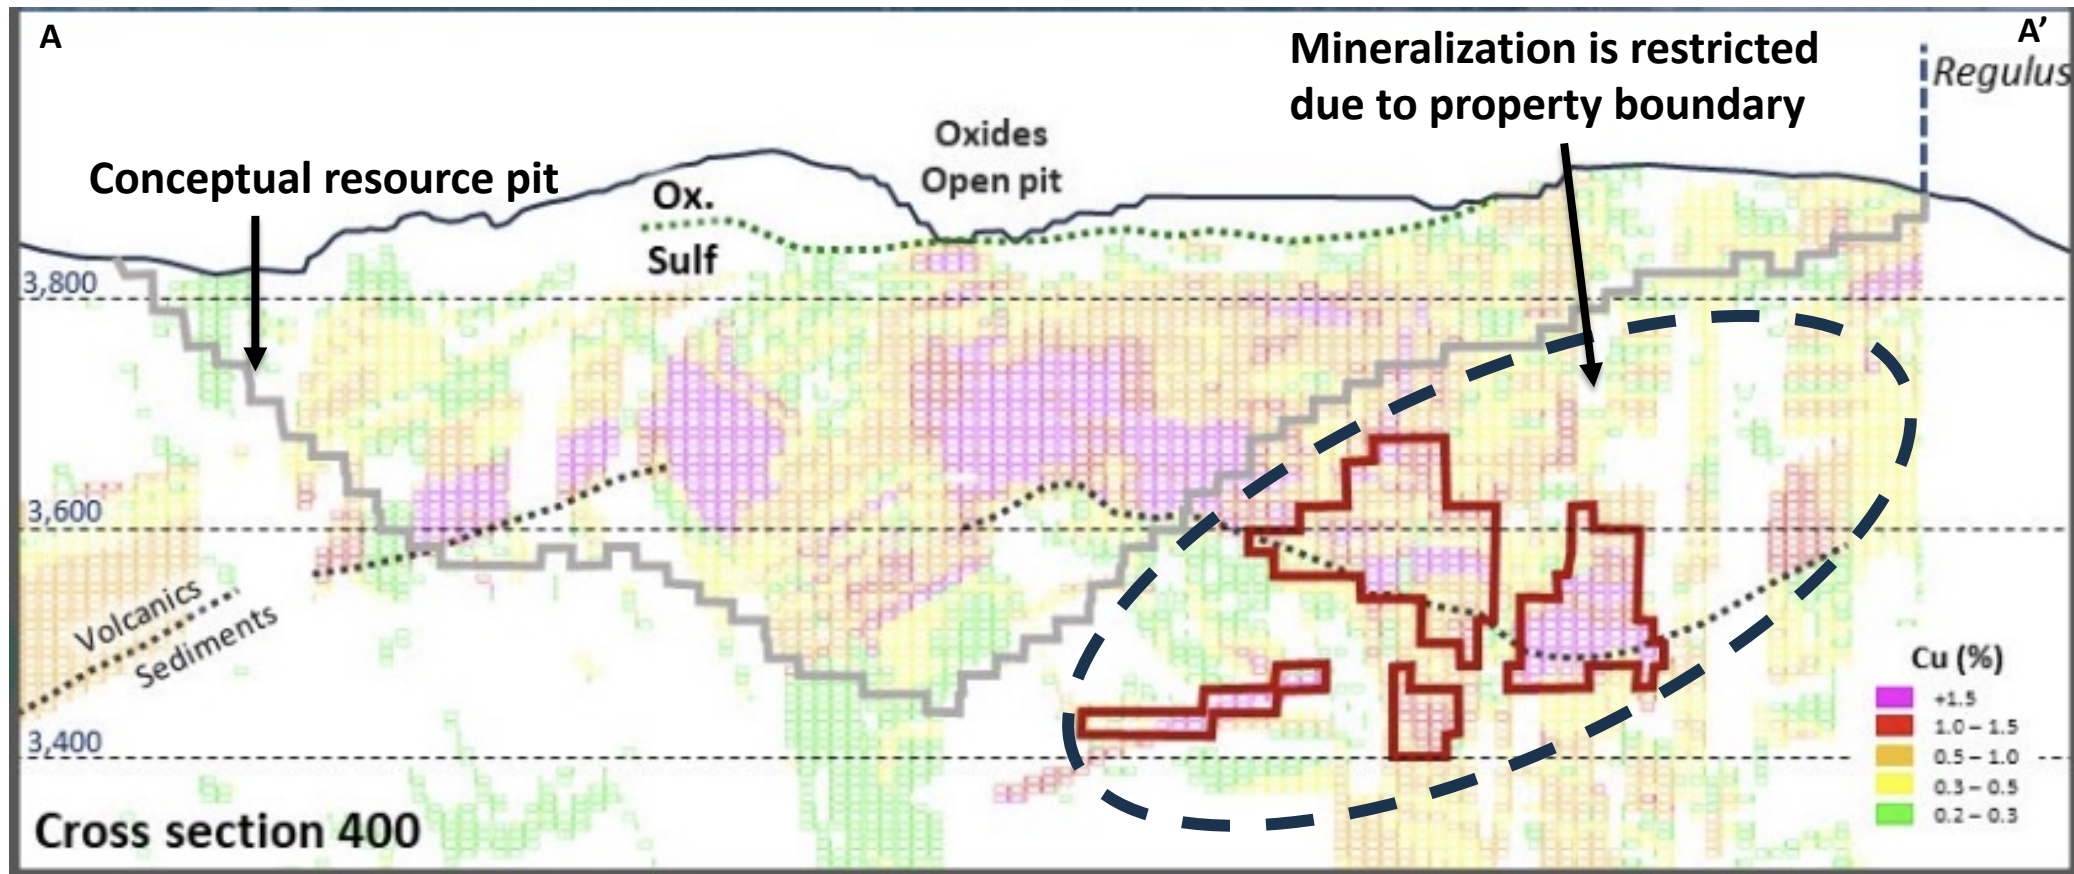 A
A’
Mineralization is restricted
due to property boundary
Regulus
Oxides
Open pit
Conceptual resource pit
Ox.
Sulf
3,800
3,600
Volcanics
Sediments
3,400
Cu (%)
+1.5
1.0 – 1.5
0.5 – 1.0
0.3 – 0.5
0.2 – 0.3
Cross section 400